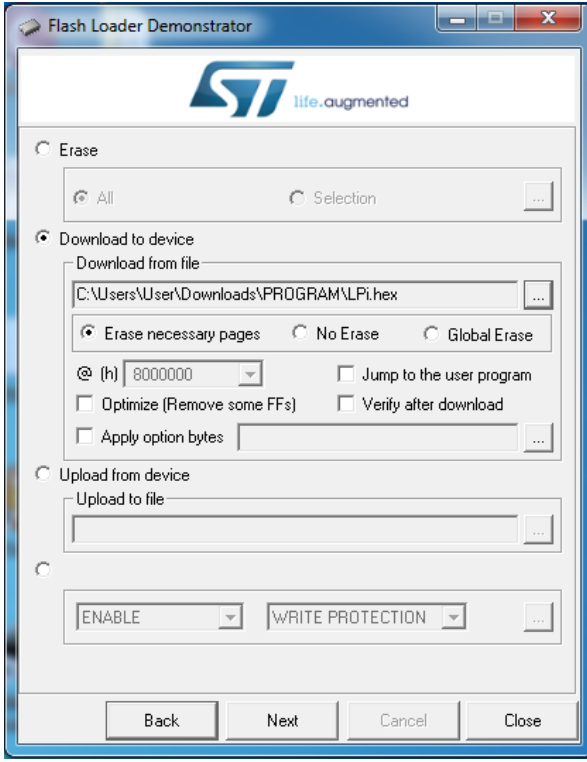 Flash Loader Demonstrator
ST life.augmented
Erase
All Selection ...
Download to device
Download from file
C:\Users\User\Downloads\PROGRAM\LPi.hex ...
Erase necessary pages No Erase Global Erase
@ (h) 8000000 Jump to the user program
Optimize (Remove some FFs) Verify after download
Apply option bytes ...
Upload from device
Upload to file
...
ENABLE WRITE PROTECTION ...
Back Next Cancel Close